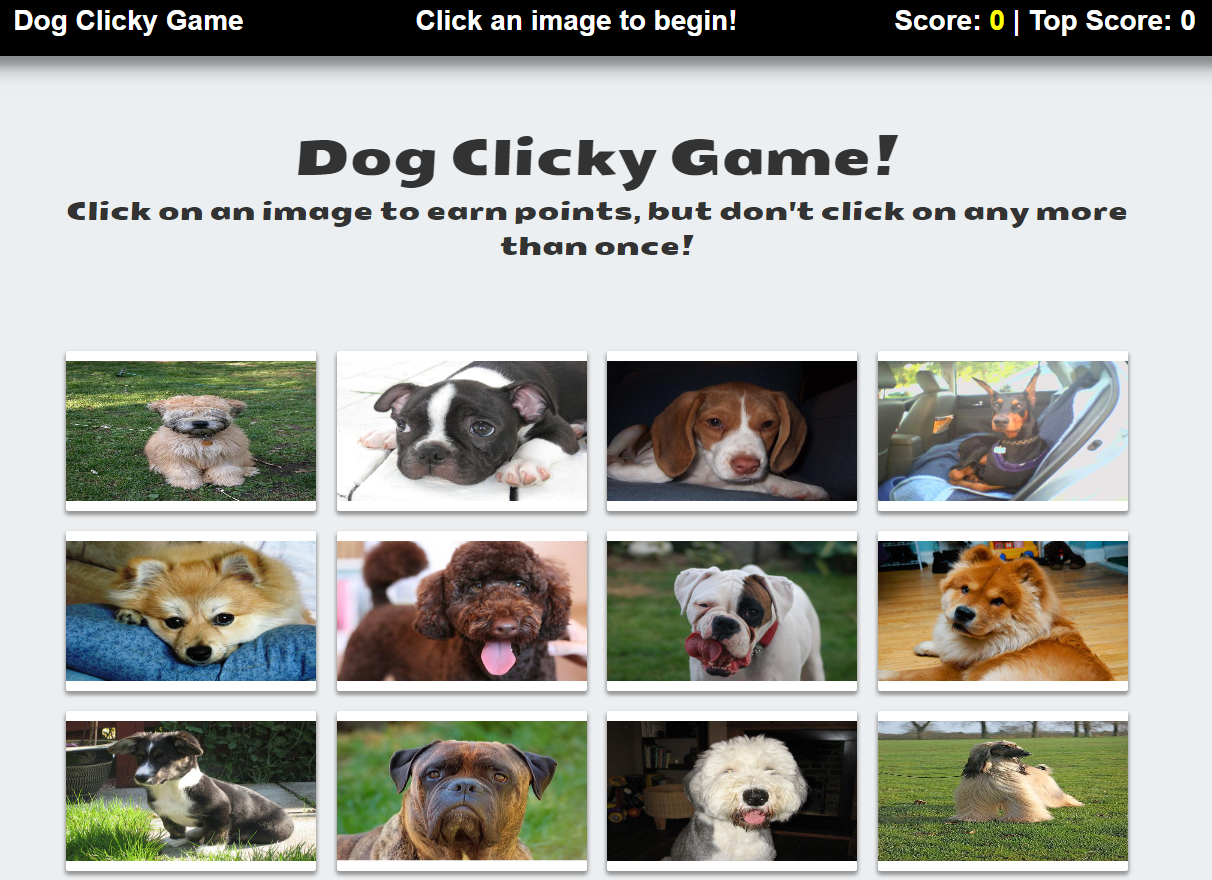 Dog Clicky Game
Click an image to begin!
Score: 0 | Top Score: 0
Dog Clicky Game!
Click on an image to earn points, but don't click on any more
than once!